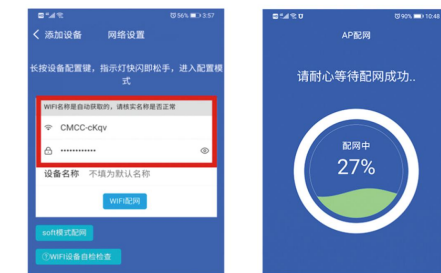 56% 3:57
添加设备 网络设置
长按设备配置键，指示灯快闪即松手，进入配置模
式
WIFI名称是自动获取的，请核实名称是否正常
CMCC-cKqv
············
设备名称 不填为默认名称
WIFI配网
soft模式配网
①WIFI设备自检检查
90% 10:48
AP配网
请耐心等待配网成功..
配网中
27%